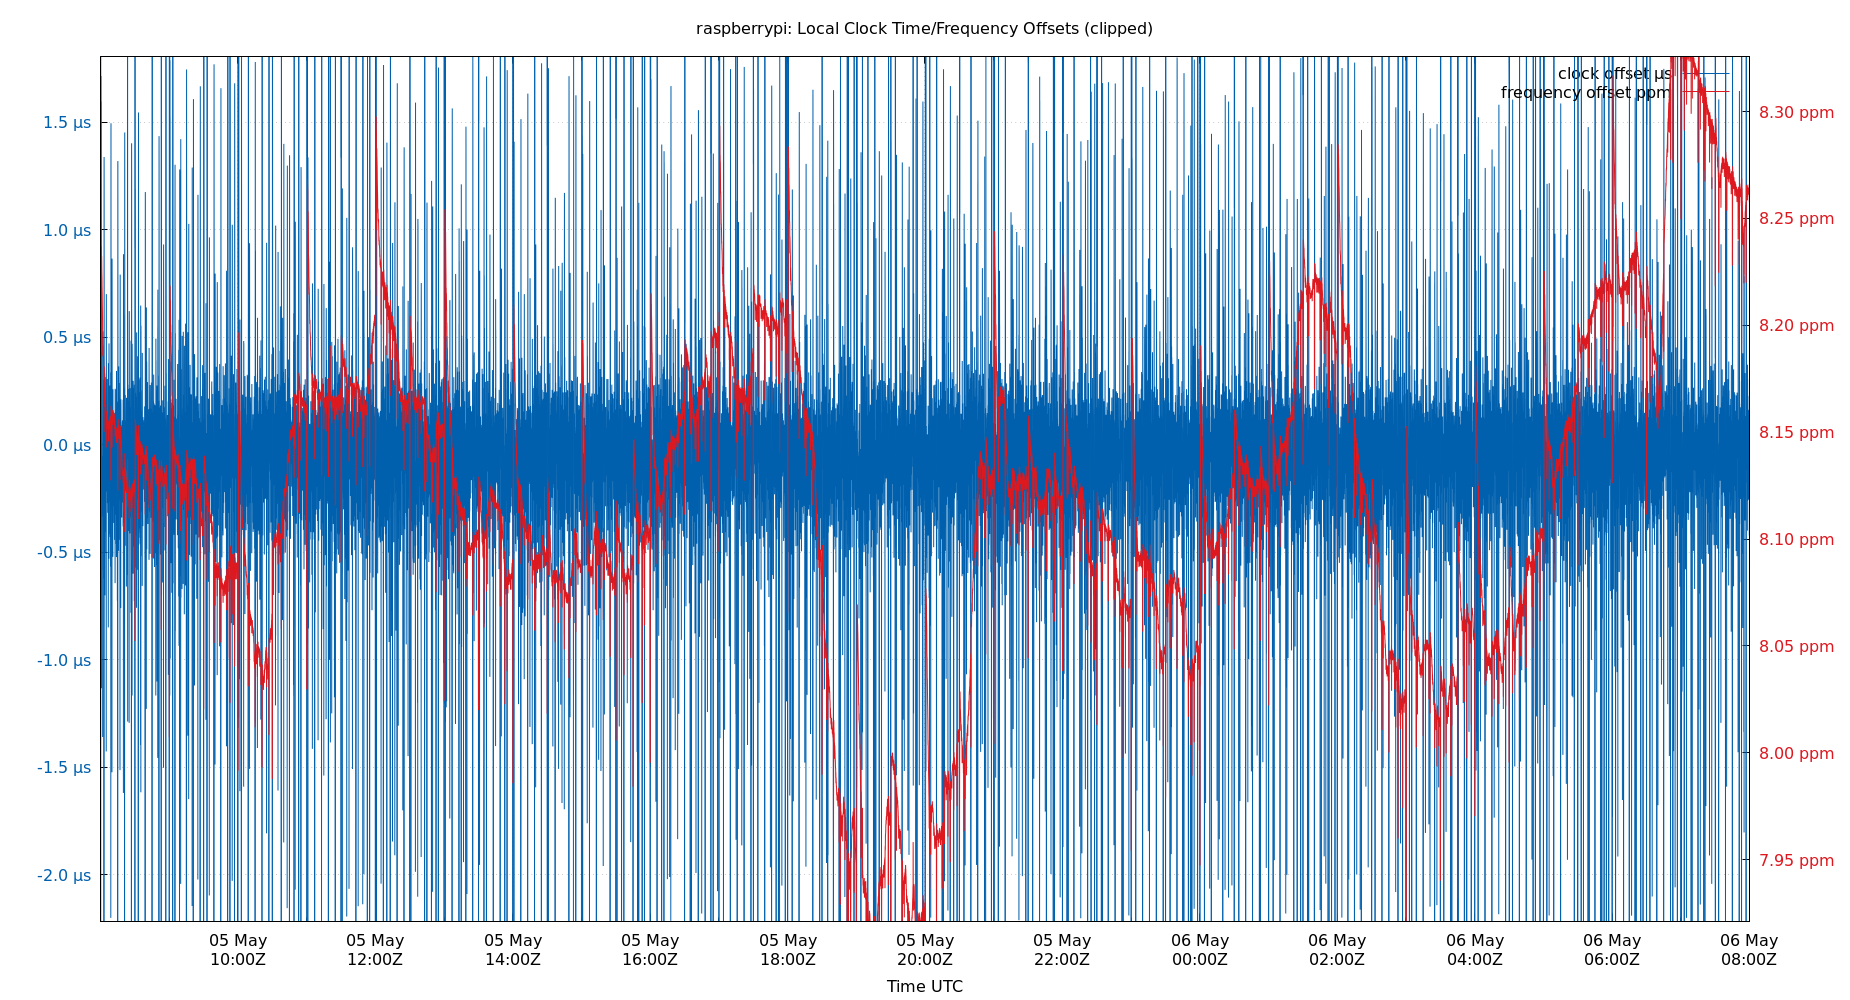 raspberrypi: Local Clock Time/Frequency Offsets (clipped)
clock offset µs
frequency offset ppm
1.5 µs
1.0 µs
0.5 µs
0.0 µs
-0.5 µs
-1.0 µs
-1.5 µs
-2.0 µs
8.30 ppm
8.25 ppm
8.20 ppm
8.15 ppm
8.10 ppm
8.05 ppm
8.00 ppm
7.95 ppm
05 May
10:00Z
05 May
12:00Z
05 May
14:00Z
05 May
16:00Z
05 May
18:00Z
05 May
20:00Z
05 May
22:00Z
06 May
00:00Z
06 May
02:00Z
06 May
04:00Z
06 May
06:00Z
06 May
08:00Z
Time UTC